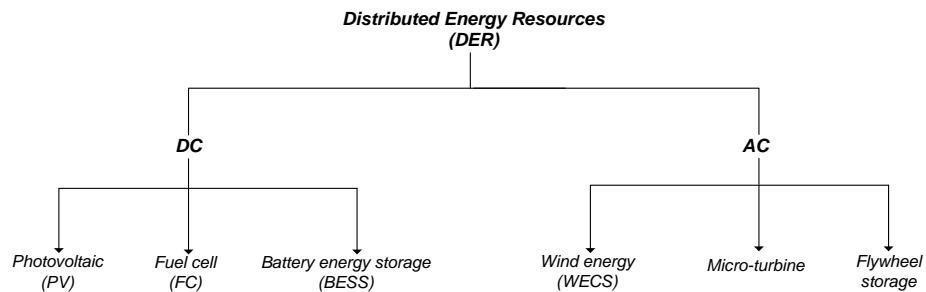 Distributed Energy Resources
(DER)
DC
AC
Photovoltaic
(PV)
Fuel cell
(FC)
Battery energy storage
(BESS)
Wind energy
(WECS)
Micro-turbine
Flywheel
storage